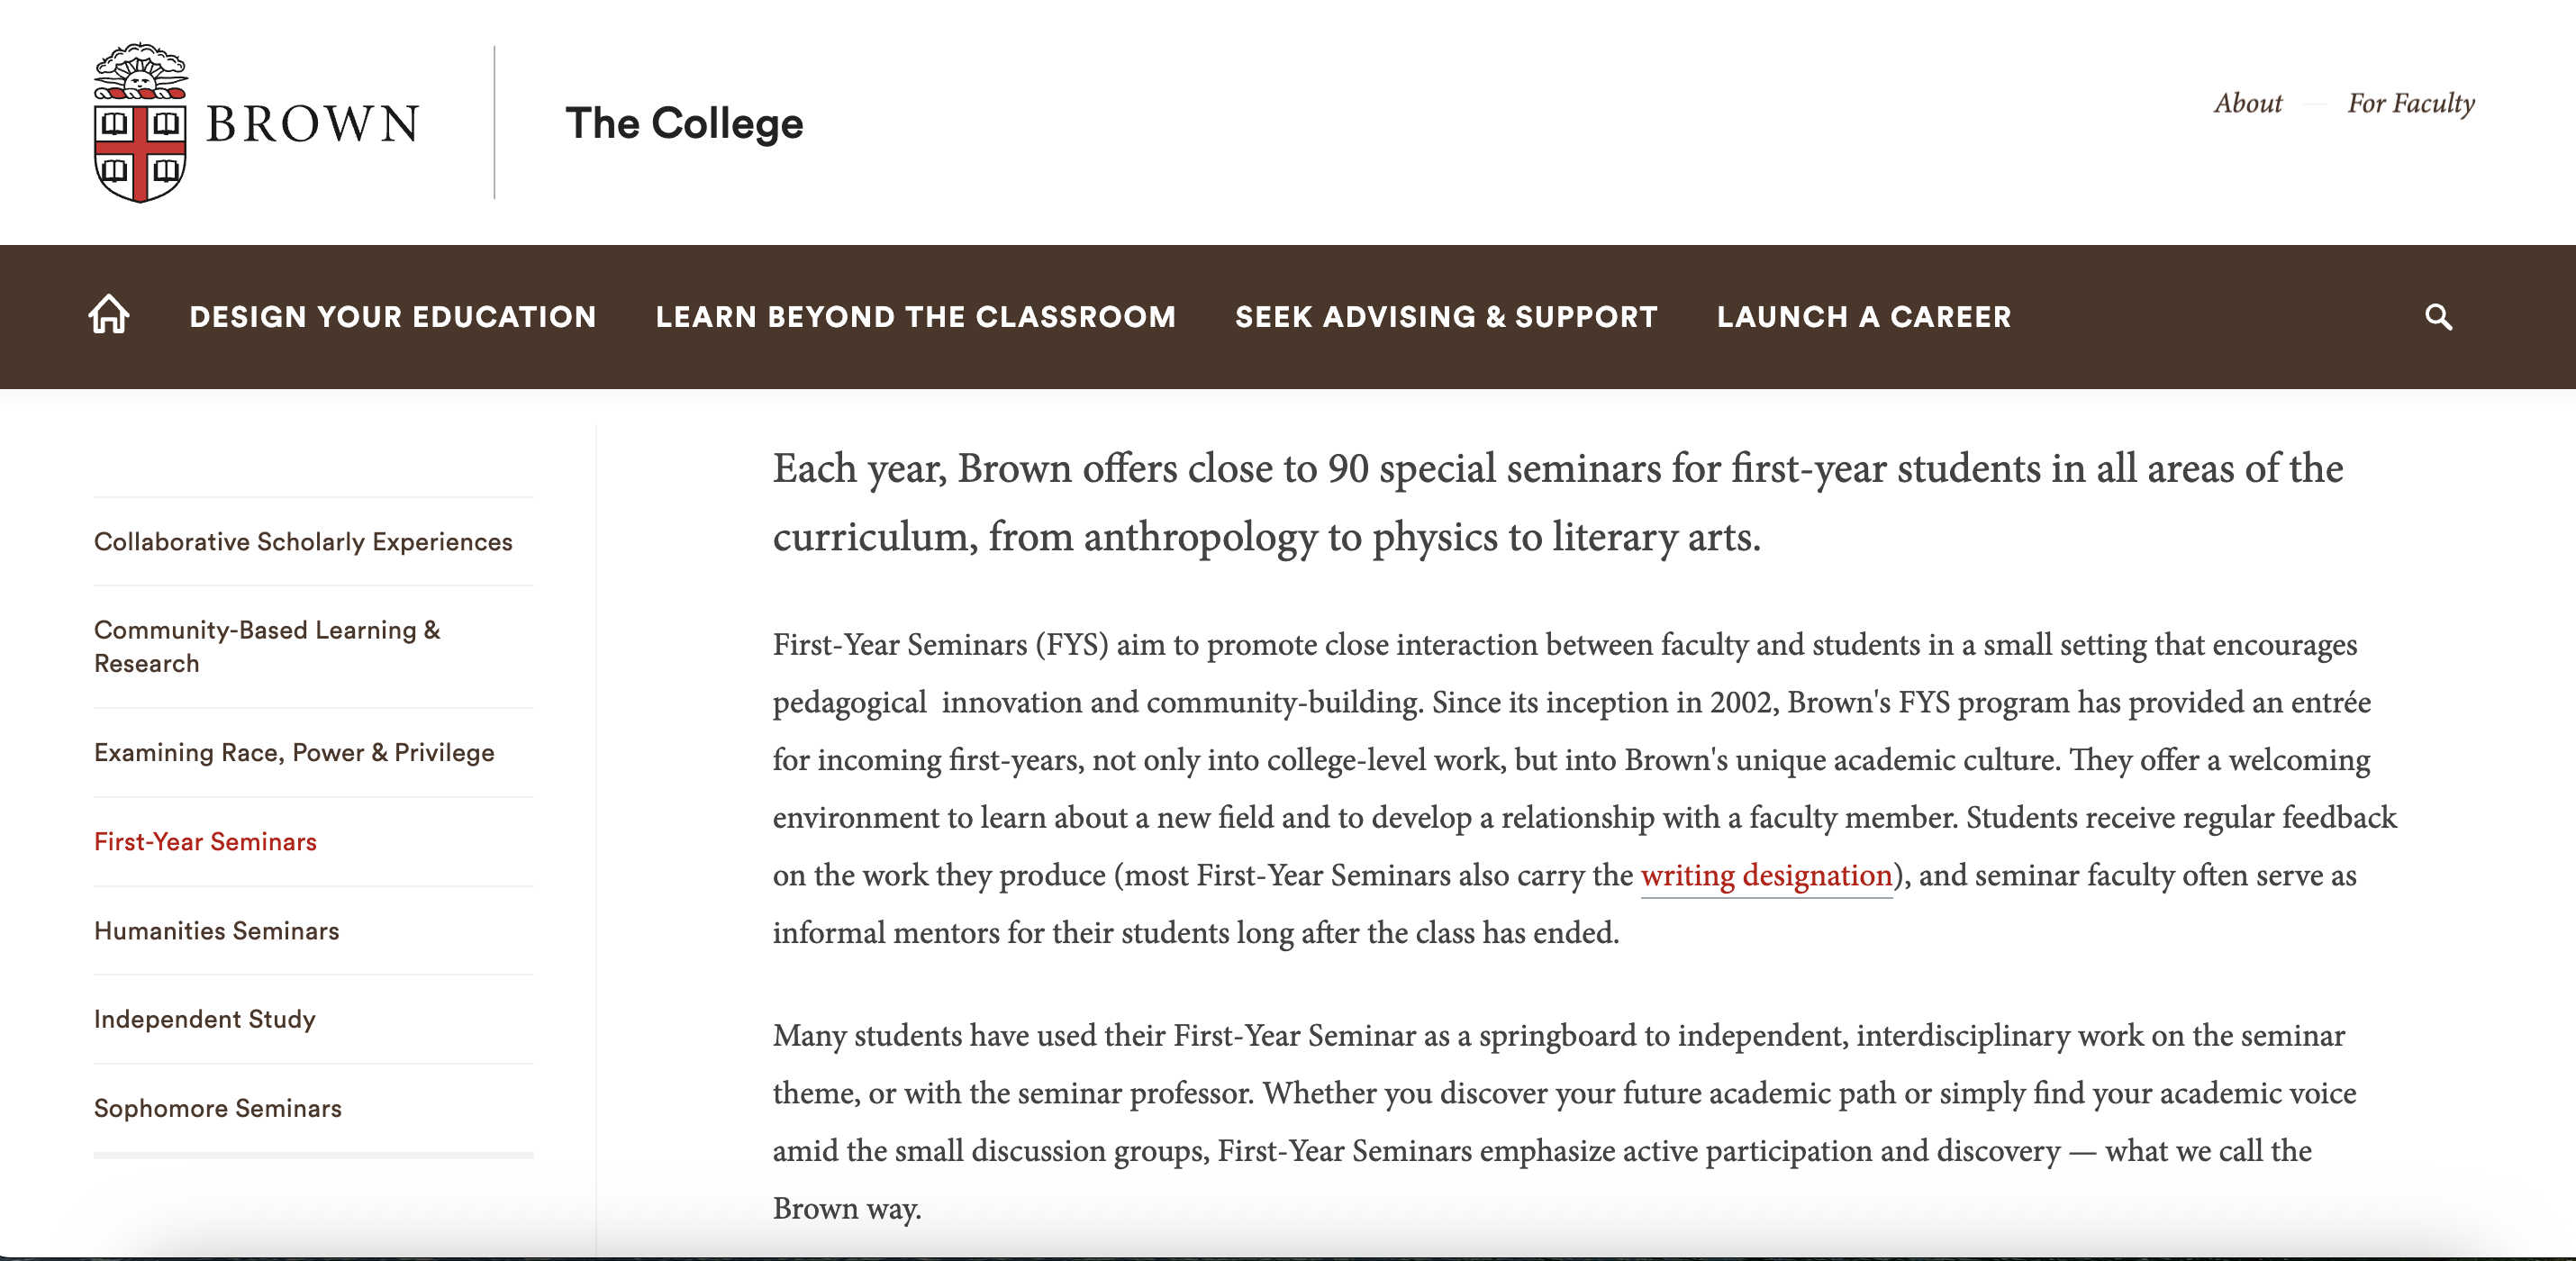 BROWN
The College
About
For Faculty
DESIGN YOUR EDUCATION
LEARN BEYOND THE CLASSROOM
SEEK ADVISING & SUPPORT
LAUNCH A CAREER
Collaborative Scholarly Experiences
Community-Based Learning &
Research
Examining Race, Power & Privilege
First-Year Seminars
Humanities Seminars
Independent Study
Sophomore Seminars
Each year, Brown offers close to 90 special seminars for first-year students in all areas of the
curriculum, from anthropology to physics to literary arts.
First-Year Seminars (FYS) aim to promote close interaction between faculty and students in a small setting that encourages
pedagogical  innovation and community-building. Since its inception in 2002, Brown's FYS program has provided an entrée
for incoming first-years, not only into college-level work, but into Brown's unique academic culture. They offer a welcoming
environment to learn about a new field and to develop a relationship with a faculty member. Students receive regular feedback
on the work they produce (most First-Year Seminars also carry the writing designation), and seminar faculty often serve as
informal mentors for their students long after the class has ended.
Many students have used their First-Year Seminar as a springboard to independent, interdisciplinary work on the seminar
theme, or with the seminar professor. Whether you discover your future academic path or simply find your academic voice
amid the small discussion groups, First-Year Seminars emphasize active participation and discovery — what we call the
Brown way.